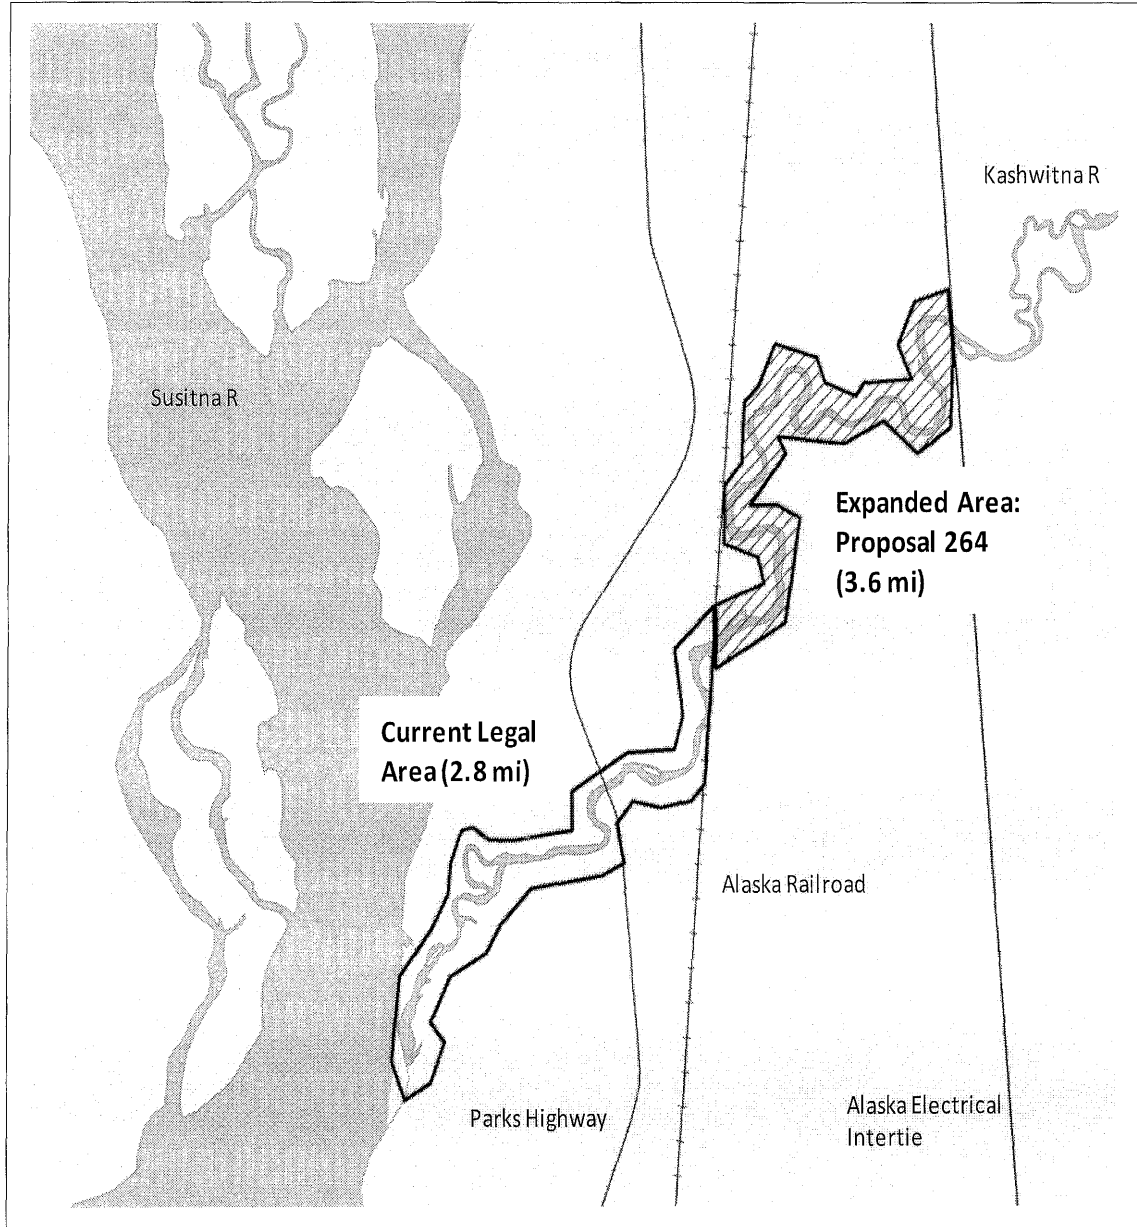 Kashwitna R
Susitna R
Expanded Area:
Proposal 264
(3.6 mi)
Current Legal
Area (2.8 mi)
Alaska Railroad
Parks Highway
Alaska Electrical
Intertie